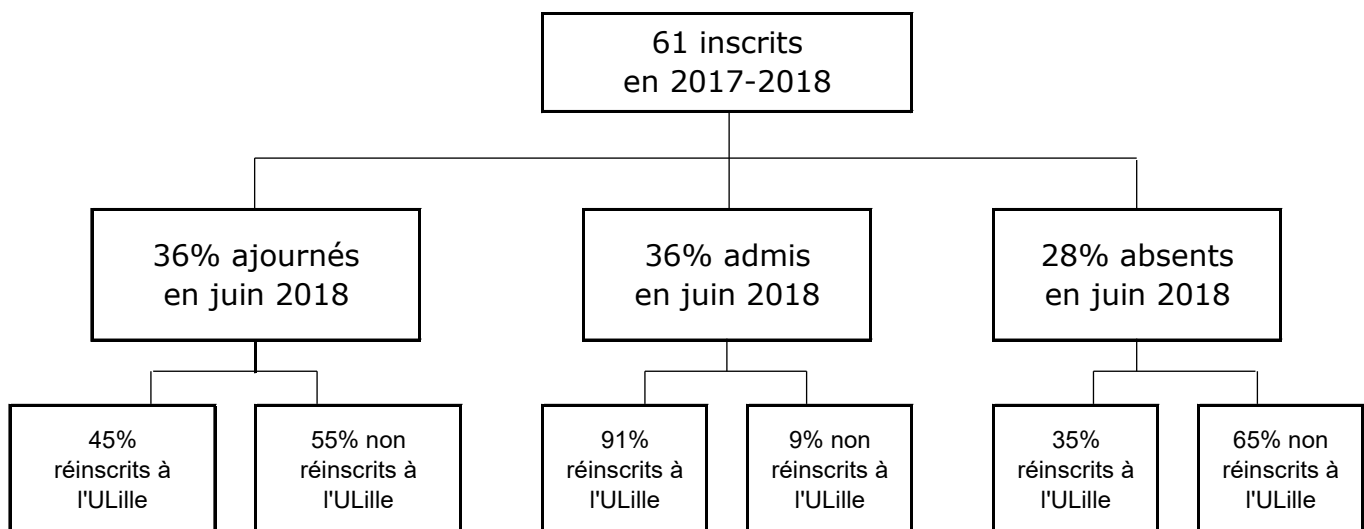 61 inscrits
en 2017-2018
36% ajournés
en juin 2018
36% admis
en juin 2018
28% absents
en juin 2018
45%
réinscrits à
l'ULille
55% non
réinscrits à
l'ULille
91%
réinscrits à
l'ULille
9% non
réinscrits à
l'ULille
35%
réinscrits à
l'ULille
65% non
réinscrits à
l'ULille